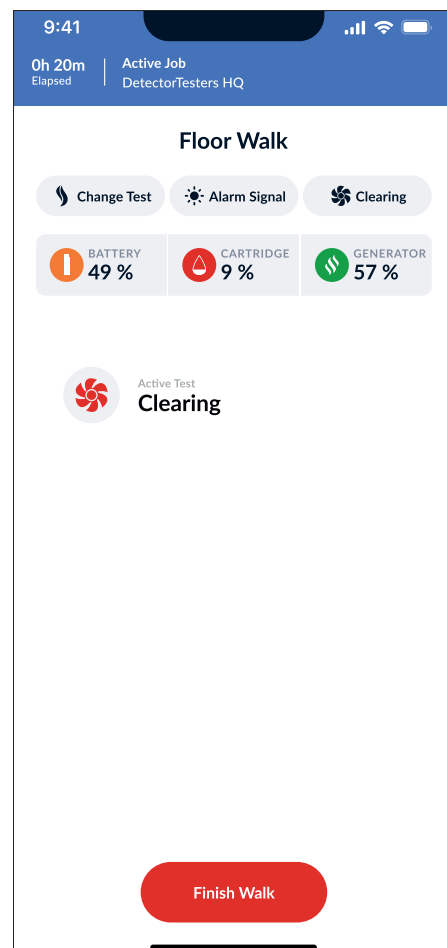 9:41
0h 20m
Elapsed
Active Job
DetectorTesters HQ
Floor Walk
Change Test
Alarm Signal
Clearing
BATTERY
49 %
CARTRIDGE
9 %
GENERATOR
57 %
Active Test
Clearing
Finish Walk